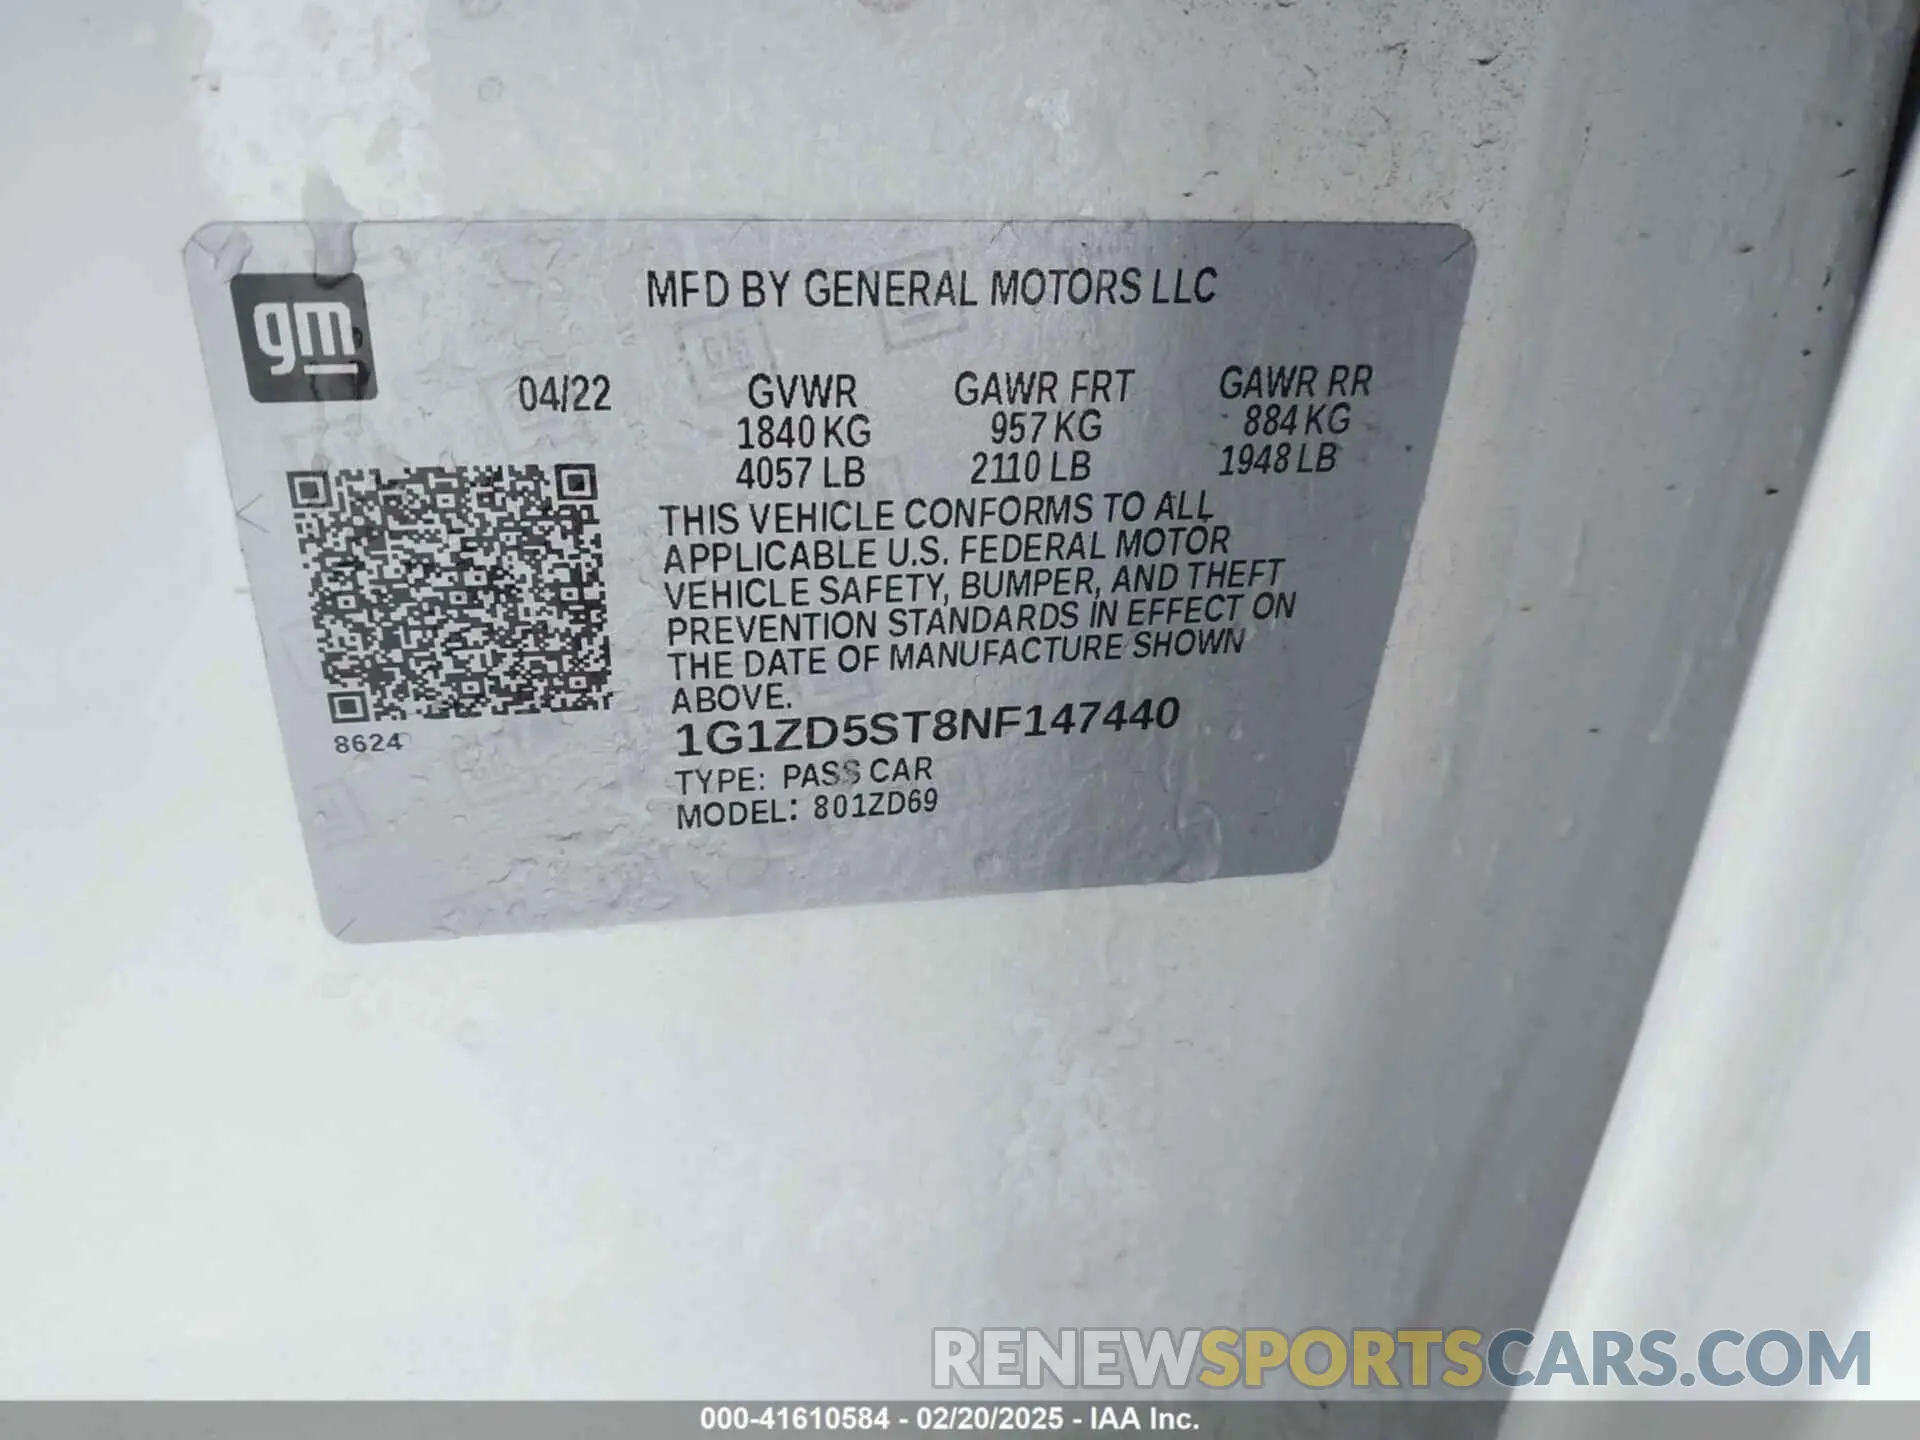 MFD BY GENERAL MOTORS LLC
gm
04/22 GVWR GAWR FRT GAWR RR
1840 KG 957 KG 884 KG
4057 LB 2110 LB 1948 LB
THIS VEHICLE CONFORMS TO ALL
APPLICABLE U.S. FEDERAL MOTOR
VEHICLE SAFETY, BUMPER, AND THEFT
PREVENTION STANDARDS IN EFFECT ON
THE DATE OF MANUFACTURE SHOWN
ABOVE.
1G1ZD5ST8NF147440
8624
TYPE: PASS CAR
MODEL: 801ZD69
RENEWSPORTSCARS.COM
000-41610584 - 02/20/2025 - IAA Inc.